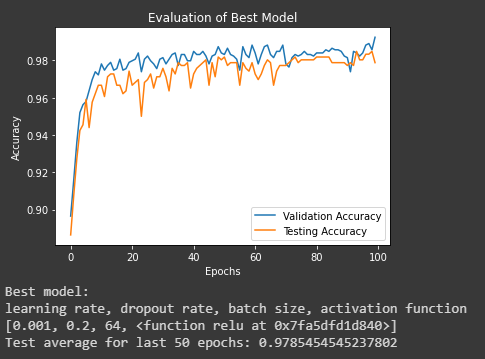 Evaluation of Best Model
Accuracy
0.98
0.96
0.94
0.92
0.90
0 20 40 60 80 100
Epochs
Validation Accuracy
Testing Accuracy
Best model:
learning rate, dropout rate, batch size, activation function
[0.001, 0.2, 64, <function relu at 0x7fa5dfd1d840>]
Test average for last 50 epochs: 0.9785454545237802